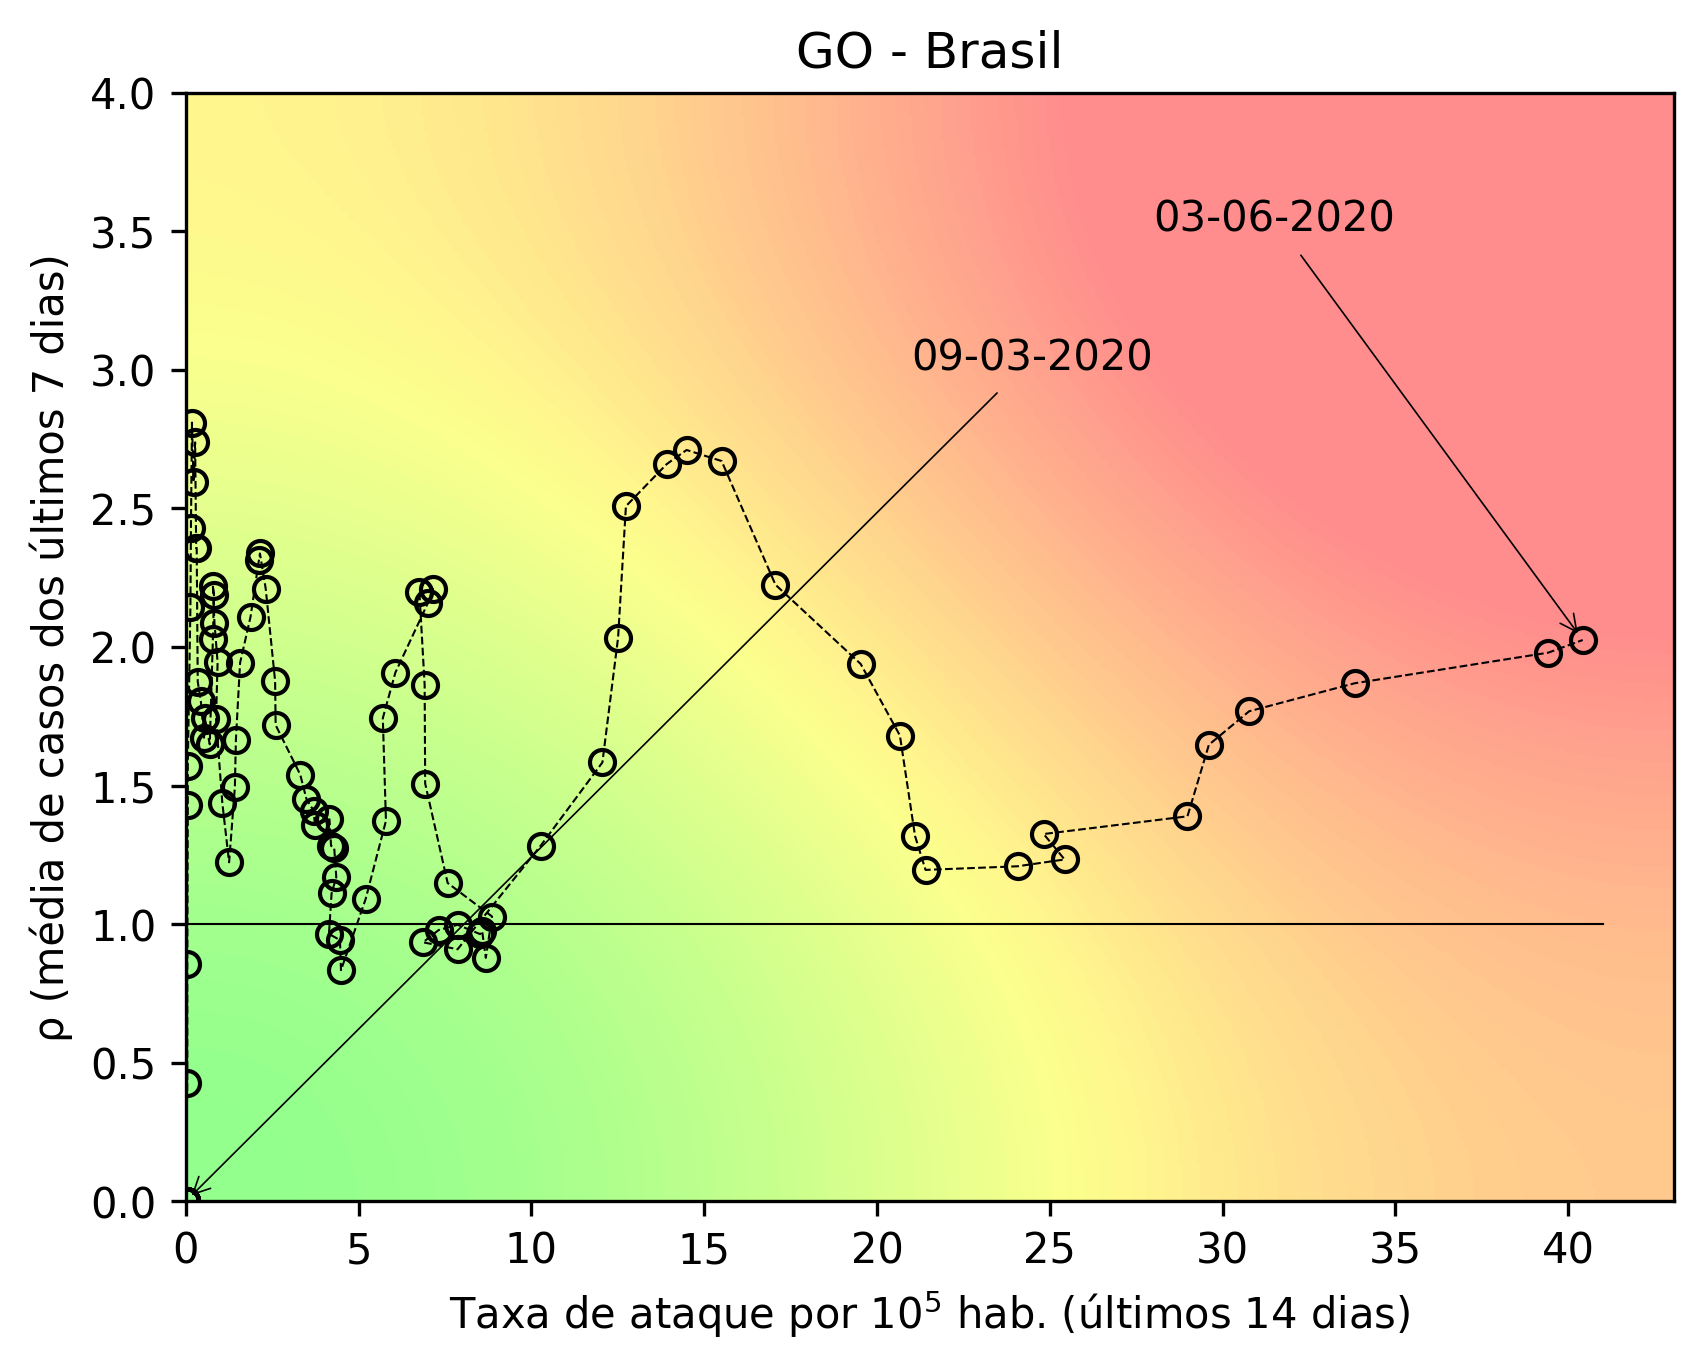 GO - Brasil
4.0
3.5
3.0
2.5
2.0
1.5
1.0
0.5
0.0
ρ (média de casos dos últimos 7 dias)
03-06-2020
09-03-2020
0 5 10 15 20 25 30 35 40
Taxa de ataque por 10⁵ hab. (últimos 14 dias)